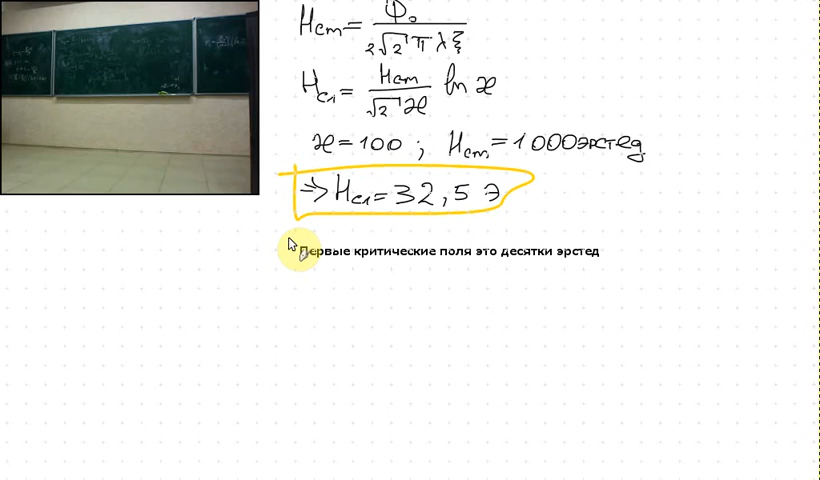 Hcm = Φ₀ / 2√2 π λ ξ
Hc1 = Hcm / √2 ϰ ln ϰ
ϰ = 100 ; Hcm = 1000 эрстед
⇒ Hc1 = 32,5 Э
Первые критические поля это десятки эрстед